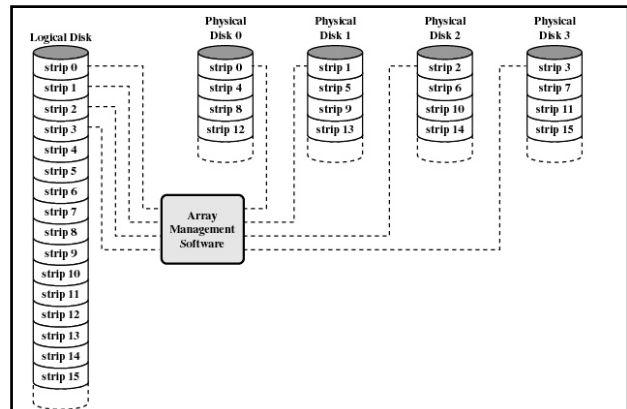 Logical Disk
strip 0
strip 1
strip 2
strip 3
strip 4
strip 5
strip 6
strip 7
strip 8
strip 9
strip 10
strip 11
strip 12
strip 13
strip 14
strip 15
Physical
Disk 0
strip 0
strip 4
strip 8
strip 12
Physical
Disk 1
strip 1
strip 5
strip 9
strip 13
Physical
Disk 2
strip 2
strip 6
strip 10
strip 14
Physical
Disk 3
strip 3
strip 7
strip 11
strip 15
Array
Management
Software